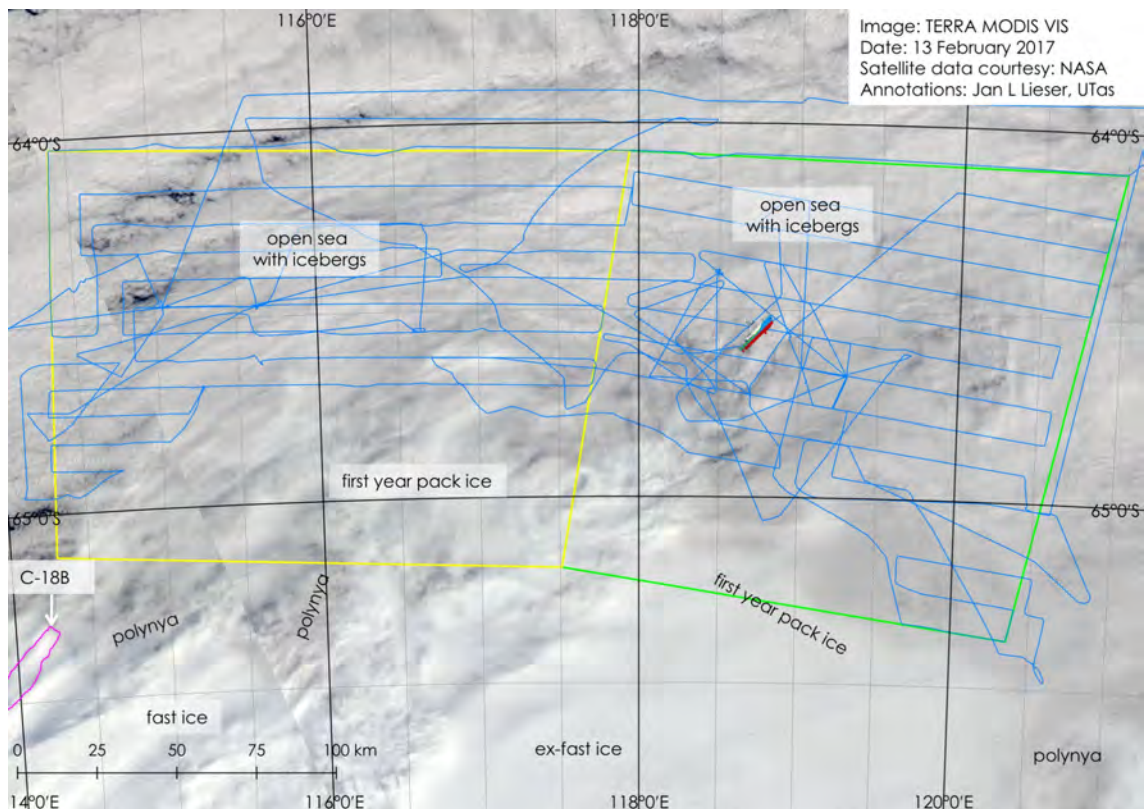 116°0'E
118°0'E
Image: TERRA MODIS VIS
Date: 13 February 2017
Satellite data courtesy: NASA
Annotations: Jan L Lieser, UTas
64°0'S
64°0'S
open sea
with icebergs
open sea
with icebergs
first year pack ice
65°0'S
65°0'S
C-18B
polynya
polynya
first year pack ice
fast ice
ex-fast ice
polynya
0 25 50 75 100 km
114°0'E
116°0'E
118°0'E
120°0'E